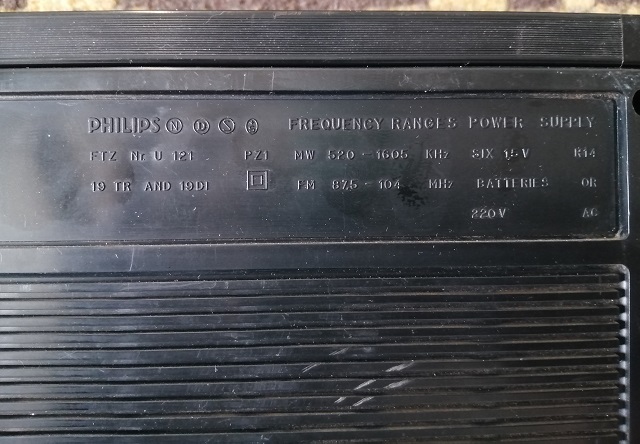 PHILIPS N D S FREQUENCY RANGES POWER SUPPLY
FTZ Nr. U 121 PZ1 MW 520 - 1605 KHz SIX 1,5V R14
19 TR AND 19DI FM 87,5 - 104 MHz BATTERIES OR
220V AC